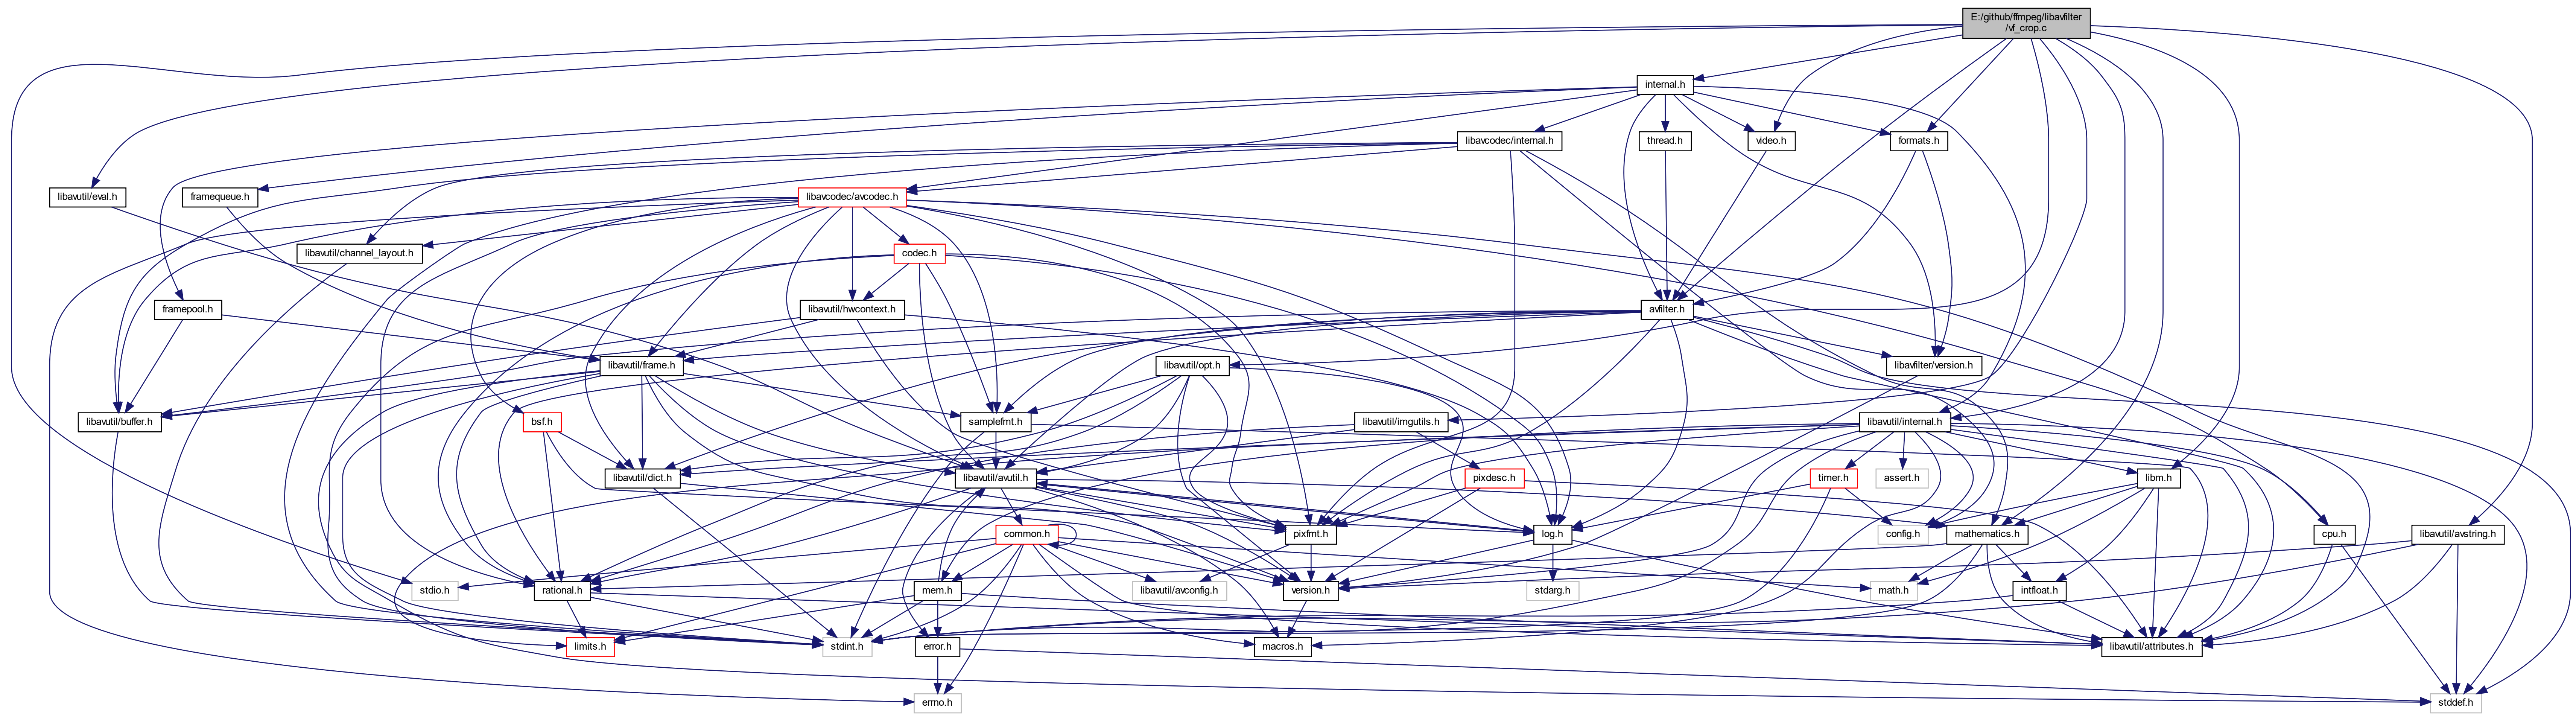 E:/github/ffmpeg/libavfilter
/vf_crop.c
internal.h
libavcodec/internal.h
thread.h
video.h
formats.h
libavutil/eval.h
framequeue.h
libavcodec/avcodec.h
libavutil/channel_layout.h
codec.h
framepool.h
libavutil/hwcontext.h
avfilter.h
libavutil/frame.h
libavutil/opt.h
libavfilter/version.h
libavutil/buffer.h
bsf.h
samplefmt.h
libavutil/imgutils.h
libavutil/internal.h
libavutil/dict.h
libavutil/avutil.h
pixdesc.h
timer.h
assert.h
libm.h
common.h
pixfmt.h
log.h
config.h
mathematics.h
cpu.h
libavutil/avstring.h
stdio.h
rational.h
mem.h
libavutil/avconfig.h
version.h
stdarg.h
math.h
intfloat.h
limits.h
stdint.h
error.h
macros.h
libavutil/attributes.h
errno.h
stddef.h